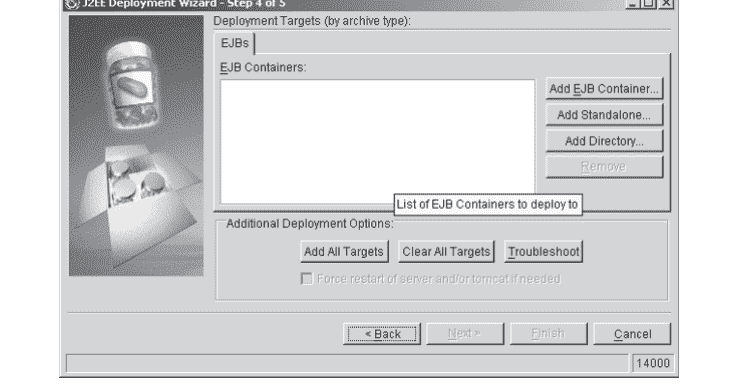 J2EE Deployment Wizard - Step 4 of 5
Deployment Targets (by archive type):
EJBs
EJB Containers:
Add EJB Container...
Add Standalone...
Add Directory...
Remove
List of EJB Containers to deploy to
Additional Deployment Options:
Add All Targets Clear All Targets Troubleshoot
Force restart of server and/or tomcat if needed
< Back Next > Finish Cancel
14000